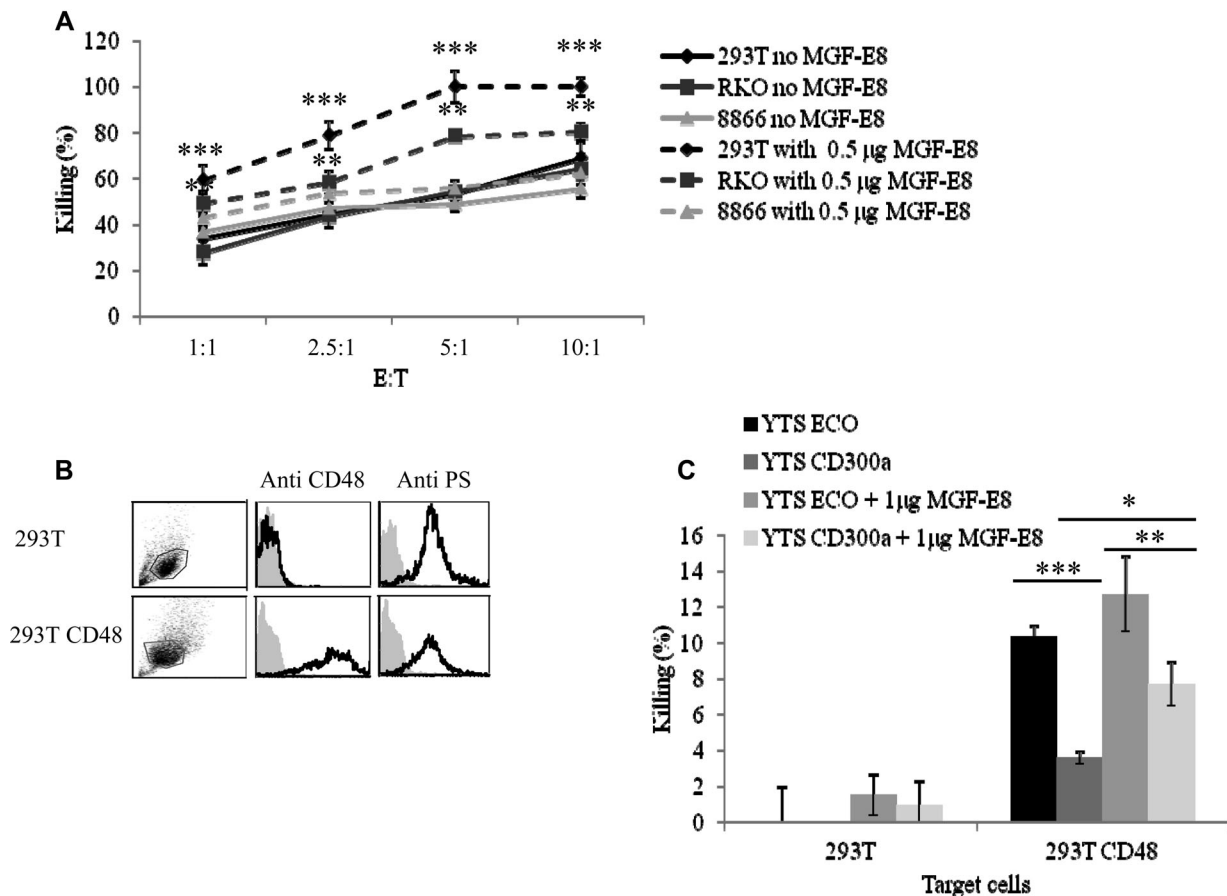 A
120
100
80
60
40
20
0
Killing (%)
***
**
***
**
***
**
***
**
1:1
2.5:1
5:1
10:1
E:T
293T no MGF-E8
RKO no MGF-E8
8866 no MGF-E8
293T with 0.5 µg MGF-E8
RKO with 0.5 µg MGF-E8
8866 with 0.5 µg MGF-E8
B
Anti CD48
Anti PS
293T
293T CD48
C
YTS ECO
YTS CD300a
YTS ECO + 1µg MGF-E8
YTS CD300a + 1µg MGF-E8
*
**
***
16
14
12
10
8
6
4
2
0
Killing (%)
293T
293T CD48
Target cells